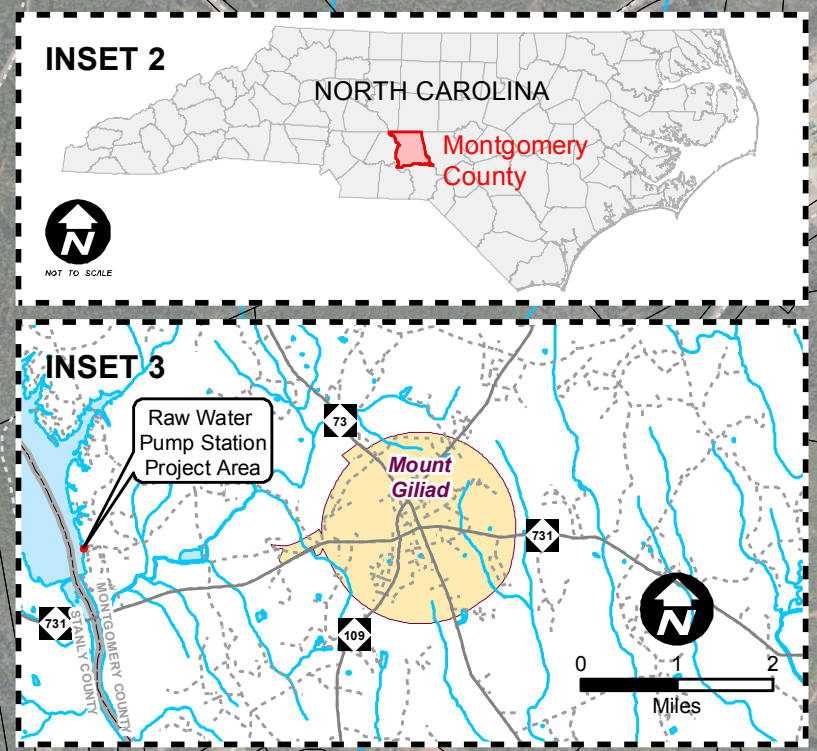 INSET 2
NORTH CAROLINA
Montgomery
County
N
NOT TO SCALE
INSET 3
Raw Water
Pump Station
Project Area
73
Mount
Giliad
731
731
MONTGOMERY COUNTY
STANLY COUNTY
109
N
0 1 2
Miles